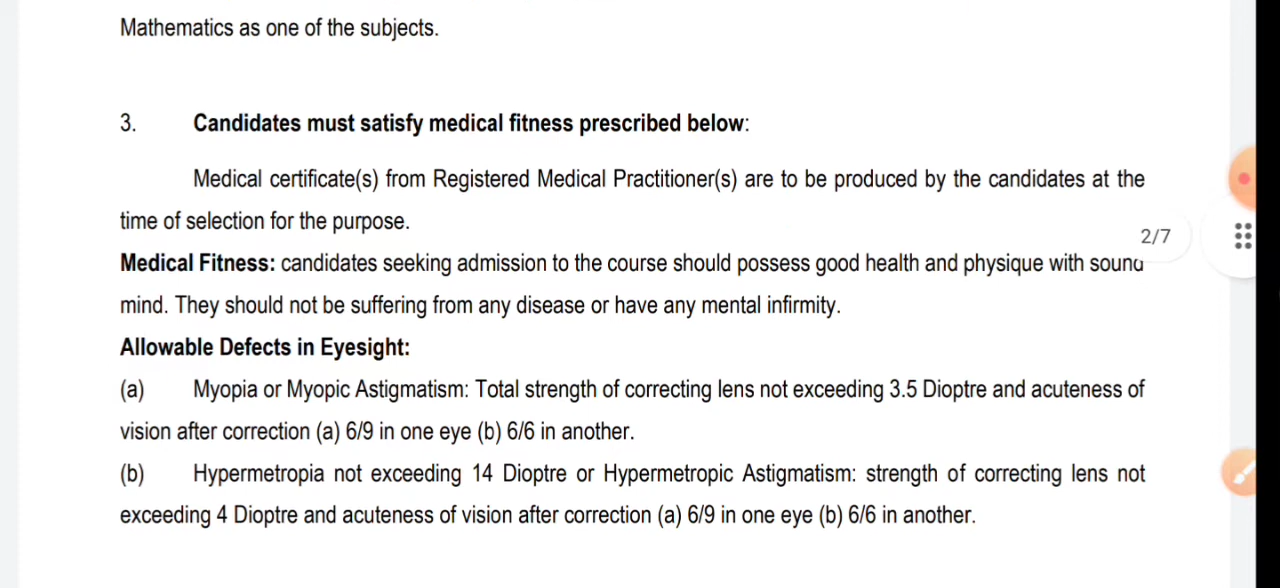 Mathematics as one of the subjects.
3. Candidates must satisfy medical fitness prescribed below:
Medical certificate(s) from Registered Medical Practitioner(s) are to be produced by the candidates at the
time of selection for the purpose.
2/7
Medical Fitness: candidates seeking admission to the course should possess good health and physique with sound
mind. They should not be suffering from any disease or have any mental infirmity.
Allowable Defects in Eyesight:
(a) Myopia or Myopic Astigmatism: Total strength of correcting lens not exceeding 3.5 Dioptre and acuteness of
vision after correction (a) 6/9 in one eye (b) 6/6 in another.
(b) Hypermetropia not exceeding 14 Dioptre or Hypermetropic Astigmatism: strength of correcting lens not
exceeding 4 Dioptre and acuteness of vision after correction (a) 6/9 in one eye (b) 6/6 in another.